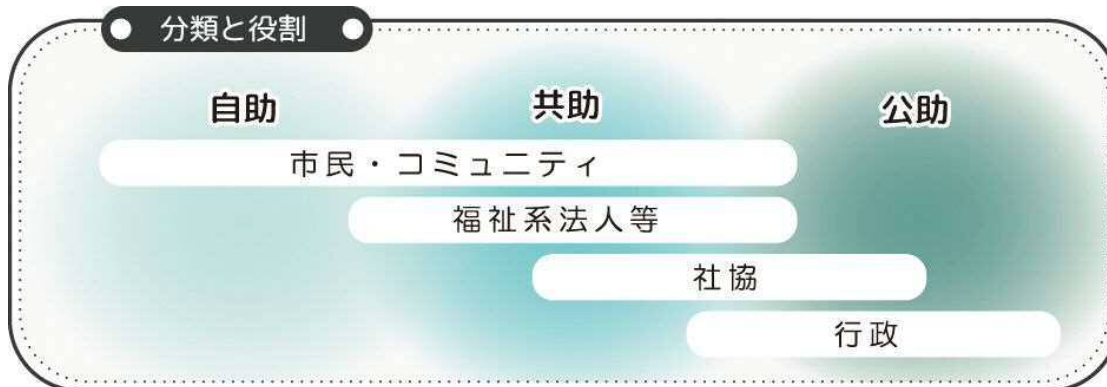 分類と役割
自助 共助 公助
市民・コミュニティ
福祉系法人等
社協
行政